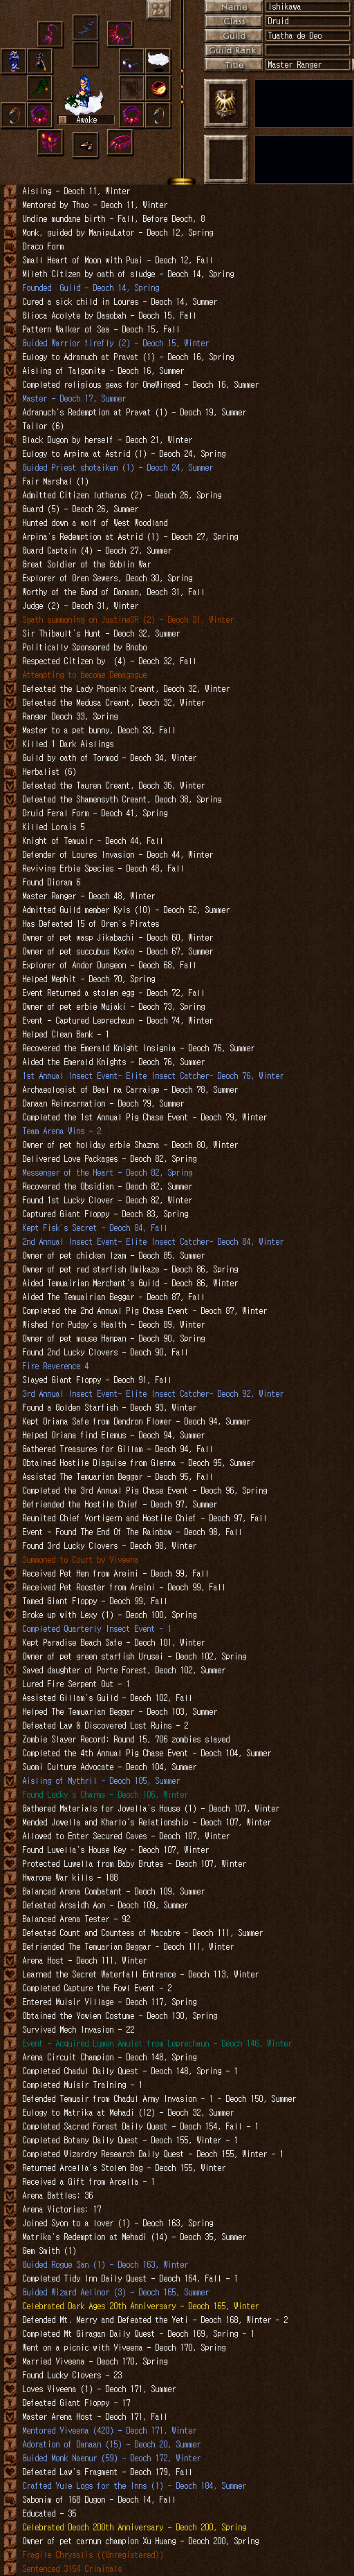 Name Ishikawa
Class Druid
Guild Tuatha de Deo
Guild Rank
Title Master Ranger
Awake
Aisling - Deoch 11, Winter
Mentored by Thao - Deoch 11, Winter
Undine mundane birth - Fall, Before Deoch, 8
Monk, guided by ManipuLator - Deoch 12, Spring
Draco Form
Small Heart of Moon with Puai - Deoch 12, Fall
Mileth Citizen by oath of sludge - Deoch 14, Spring
Founded Guild - Deoch 14, Spring
Cured a sick child in Loures - Deoch 14, Summer
Glioca Acolyte by Dagobah - Deoch 15, Fall
Pattern Walker of Sea - Deoch 15, Fall
Guided Warrior firefly (2) - Deoch 15, Winter
Eulogy to Adranuch at Pravat (1) - Deoch 16, Spring
Aisling of Talgonite - Deoch 16, Summer
Completed religious geas for OneWinged - Deoch 16, Summer
Master - Deoch 17, Summer
Adranuch's Redemption at Pravat (1) - Deoch 19, Summer
Tailor (6)
Black Dugon by herself - Deoch 21, Winter
Eulogy to Arpina at Astrid (1) - Deoch 24, Spring
Guided Priest shotaiken (1) - Deoch 24, Summer
Fair Marshal (1)
Admitted Citizen lutharus (2) - Deoch 26, Spring
Guard (5) - Deoch 26, Summer
Hunted down a wolf of West Woodland
Arpina's Redemption at Astrid (1) - Deoch 27, Spring
Guard Captain (4) - Deoch 27, Summer
Great Soldier of the Goblin War
Explorer of Oren Sewers, Deoch 30, Spring
Worthy of the Band of Danaan, Deoch 31, Fall
Judge (2) - Deoch 31, Winter
Sgath summoning on JustineSR (2) - Deoch 31, Winter
Sir Thibault's Hunt - Deoch 32, Summer
Politically Sponsored by Bnobo
Respected Citizen by (4) - Deoch 32, Fall
Attempting to become Demagogue
Defeated the Lady Phoenix Creant, Deoch 32, Winter
Defeated the Medusa Creant, Deoch 32, Winter
Ranger Deoch 33, Spring
Master to a pet bunny, Deoch 33, Fall
Killed 1 Dark Aislings
Guild by oath of Tormod - Deoch 34, Winter
Herbalist (6)
Defeated the Tauren Creant, Deoch 36, Winter
Defeated the Shamensyth Creant, Deoch 38, Spring
Druid Feral Form - Deoch 41, Spring
Killed Lorais 5
Knight of Temuair - Deoch 44, Fall
Defender of Loures Invasion - Deoch 44, Winter
Reviving Erbie Species - Deoch 48, Fall
Found Dioram 6
Master Ranger - Deoch 48, Winter
Admitted Guild member Kyis (10) - Deoch 52, Summer
Has Defeated 15 of Oren's Pirates
Owner of pet wasp Jikabachi - Deoch 60, Winter
Owner of pet succubus Kyoko - Deoch 67, Summer
Explorer of Andor Dungeon - Deoch 68, Fall
Helped Mephit - Deoch 70, Spring
Event Returned a stolen egg - Deoch 72, Fall
Owner of pet erbie Mujaki - Deoch 73, Spring
Event - Captured Leprechaun - Deoch 74, Winter
Helped Clean Bank - 1
Recovered the Emerald Knight Insignia - Deoch 76, Summer
Aided the Emerald Knights - Deoch 76, Summer
1st Annual Insect Event- Elite Insect Catcher- Deoch 76, Winter
Archaeologist of Beal na Carraige - Deoch 78, Summer
Danaan Reincarnation - Deoch 79, Summer
Completed the 1st Annual Pig Chase Event - Deoch 79, Winter
Team Arena Wins - 2
Owner of pet holiday erbie Shazna - Deoch 80, Winter
Delivered Love Packages - Deoch 82, Spring
Messenger of the Heart - Deoch 82, Spring
Recovered the Obsidian - Deoch 82, Summer
Found 1st Lucky Clover - Deoch 82, Winter
Captured Giant Floppy - Deoch 83, Spring
Kept Fisk's Secret - Deoch 84, Fall
2nd Annual Insect Event- Elite Insect Catcher- Deoch 84, Winter
Owner of pet chicken Izam - Deoch 85, Summer
Owner of pet red starfish Umikaze - Deoch 86, Spring
Aided Temuairian Merchant's Guild - Deoch 86, Winter
Aided The Temuairian Beggar - Deoch 87, Fall
Completed the 2nd Annual Pig Chase Event - Deoch 87, Winter
Wished for Pudgy's Health - Deoch 89, Winter
Owner of pet mouse Hanpan - Deoch 90, Spring
Found 2nd Lucky Clovers - Deoch 90, Fall
Fire Reverence 4
Slayed Giant Floppy - Deoch 91, Fall
3rd Annual Insect Event- Elite Insect Catcher- Deoch 92, Winter
Found a Golden Starfish - Deoch 93, Winter
Kept Oriana Safe from Dendron Flower - Deoch 94, Summer
Helped Oriana find Elemus - Deoch 94, Summer
Gathered Treasures for Gillam - Deoch 94, Fall
Obtained Hostile Disguise from Glenna - Deoch 95, Summer
Assisted The Temuarian Beggar - Deoch 95, Fall
Completed the 3rd Annual Pig Chase Event - Deoch 96, Spring
Befriended the Hostile Chief - Deoch 97, Summer
Reunited Chief Vortigern and Hostile Chief - Deoch 97, Fall
Event - Found The End Of The Rainbow - Deoch 98, Fall
Found 3rd Lucky Clovers - Deoch 98, Winter
Summoned to Court by Viveena
Received Pet Hen from Areini - Deoch 99, Fall
Received Pet Rooster from Areini - Deoch 99, Fall
Tamed Giant Floppy - Deoch 99, Fall
Broke up with Lexy (1) - Deoch 100, Spring
Completed Quarterly Insect Event - 1
Kept Paradise Beach Safe - Deoch 101, Winter
Owner of pet green starfish Urusai - Deoch 102, Spring
Saved daughter of Porte Forest, Deoch 102, Summer
Lured Fire Serpent Out - 1
Assisted Gillam's Guild - Deoch 102, Fall
Helped The Temuarian Beggar - Deoch 103, Summer
Defeated Law & Discovered Lost Ruins - 2
Zombie Slayer Record: Round 15, 706 zombies slayed
Completed the 4th Annual Pig Chase Event - Deoch 104, Summer
Suomi Culture Advocate - Deoch 104, Summer
Aisling of Mythril - Deoch 105, Summer
Found Locky's Charms - Deoch 106, Winter
Gathered Materials for Jowella's House (1) - Deoch 107, Winter
Mended Jovella and Kharlo's Relationship - Deoch 107, Winter
Allowed to Enter Secured Caves - Deoch 107, Winter
Found Luwella's House Key - Deoch 107, Winter
Protected Luwella from Baby Brutes - Deoch 107, Winter
Hwarone War kills - 188
Balanced Arena Combatant - Deoch 109, Summer
Defeated Arsaidh Aon - Deoch 109, Summer
Balanced Arena Tester - 92
Defeated Count and Countess of Macabre - Deoch 111, Summer
Befriended The Temuarian Beggar - Deoch 111, Winter
Arena Host - Deoch 111, Winter
Learned the Secret Waterfall Entrance - Deoch 113, Winter
Completed Capture the Fowl Event - 2
Entered Muisir Village - Deoch 117, Spring
Obtained the Yowien Costume - Deoch 130, Spring
Survived Mech Invasion - 22
Event - Acquired Lumen Amulet from Leprechaun - Deoch 146, Winter
Arena Circuit Champion - Deoch 148, Spring
Completed Chadul Daily Quest - Deoch 148, Spring - 1
Completed Muisir Training - 1
Defended Temuair from Chadul Army Invasion - 1 - Deoch 150, Summer
Eulogy to Matrika at Mehadi (12) - Deoch 32, Summer
Completed Sacred Forest Daily Quest - Deoch 154, Fall - 1
Completed Botany Daily Quest - Deoch 155, Winter - 1
Completed Wizardry Research Daily Quest - Deoch 155, Winter - 1
Returned Arcella's Stolen Bag - Deoch 155, Winter
Received a Gift from Arcella - 1
Arena Battles: 36
Arena Victories: 17
Joined Syon to a lover (1) - Deoch 163, Spring
Matrika's Redemption at Mehadi (14) - Deoch 35, Summer
Gem Smith (1)
Guided Rogue San (1) - Deoch 163, Winter
Completed Tidy Inn Daily Quest - Deoch 164, Fall - 1
Guided Wizard Aelinor (3) - Deoch 165, Summer
Celebrated Dark Ages 20th Anniversary - Deoch 165, Winter
Defended Mt. Merry and Defeated the Yeti - Deoch 168, Winter - 2
Completed Mt Giragan Daily Quest - Deoch 169, Spring - 1
Went on a picnic with Viveena - Deoch 170, Spring
Married Viveena - Deoch 170, Spring
Found Lucky Clovers - 23
Loves Viveena (1) - Deoch 171, Summer
Defeated Giant Floppy - 17
Master Arena Host - Deoch 171, Fall
Mentored Viveena (420) - Deoch 171, Winter
Adoration of Danaan (15) - Deoch 20, Summer
Guided Monk Naenur (59) - Deoch 172, Winter
Defeated Law's Fragment - Deoch 179, Fall
Crafted Yule Logs for the Inns (1) - Deoch 184, Summer
Sabonim of 168 Dugon - Deoch 14, Fall
Educated - 35
Celebrated Deoch 200th Anniversary - Deoch 200, Spring
Owner of pet carnun champion Xu Huang - Deoch 200, Spring
Fragile Chrysalis ((Unregistered))
Sentenced 3154 Criminals